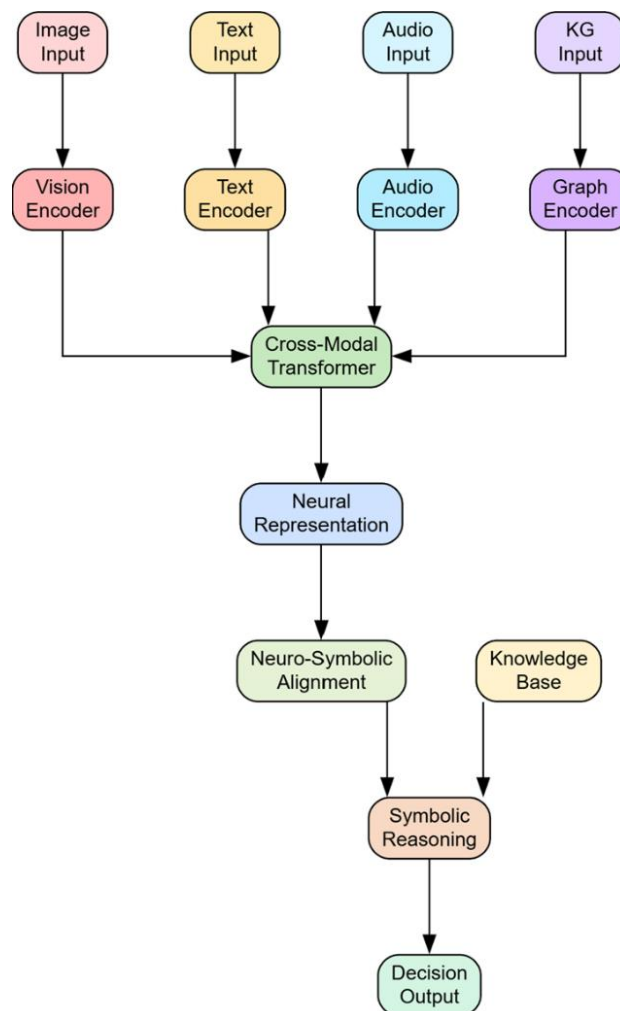 Image
Input
Text
Input
Audio
Input
KG
Input
Vision
Encoder
Text
Encoder
Audio
Encoder
Graph
Encoder
Cross-Modal
Transformer
Neural
Representation
Neuro-Symbolic
Alignment
Knowledge
Base
Symbolic
Reasoning
Decision
Output